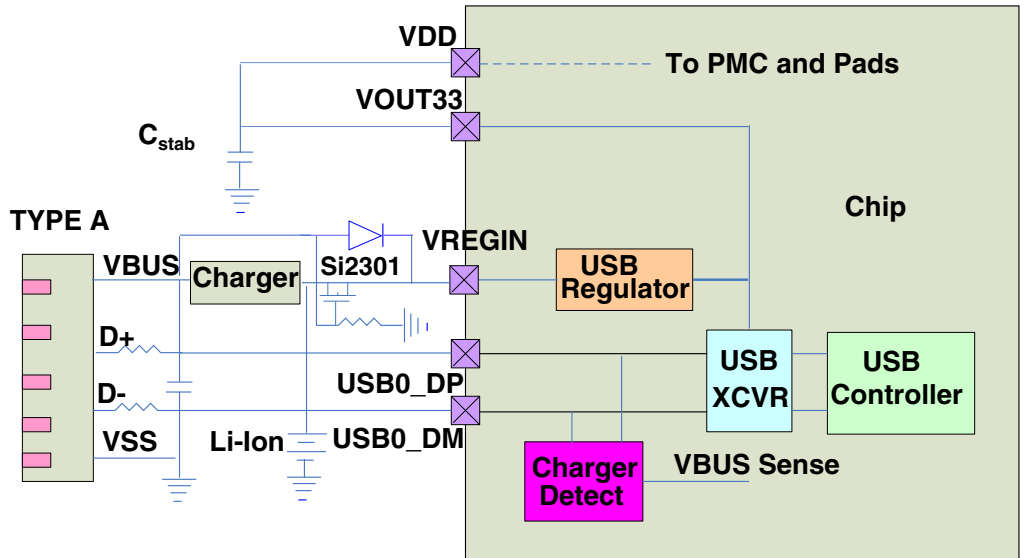 VDD
To PMC and Pads
VOUT33
Cstab
Chip
TYPE A
VREGIN
VBUS
Charger
Si2301
USB
Regulator
D+
USB0_DP
USB
XCVR
USB
Controller
D-
VSS
Li-Ion
USB0_DM
Charger
Detect
VBUS Sense